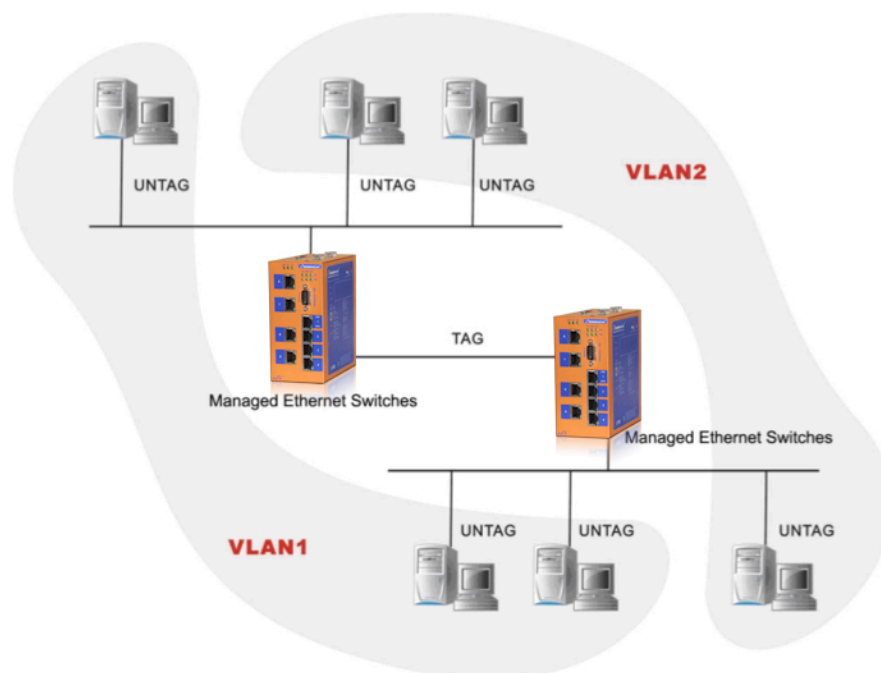 UNTAG
UNTAG
UNTAG
VLAN2
TAG
Managed Ethernet Switches
Managed Ethernet Switches
VLAN1
UNTAG
UNTAG
UNTAG